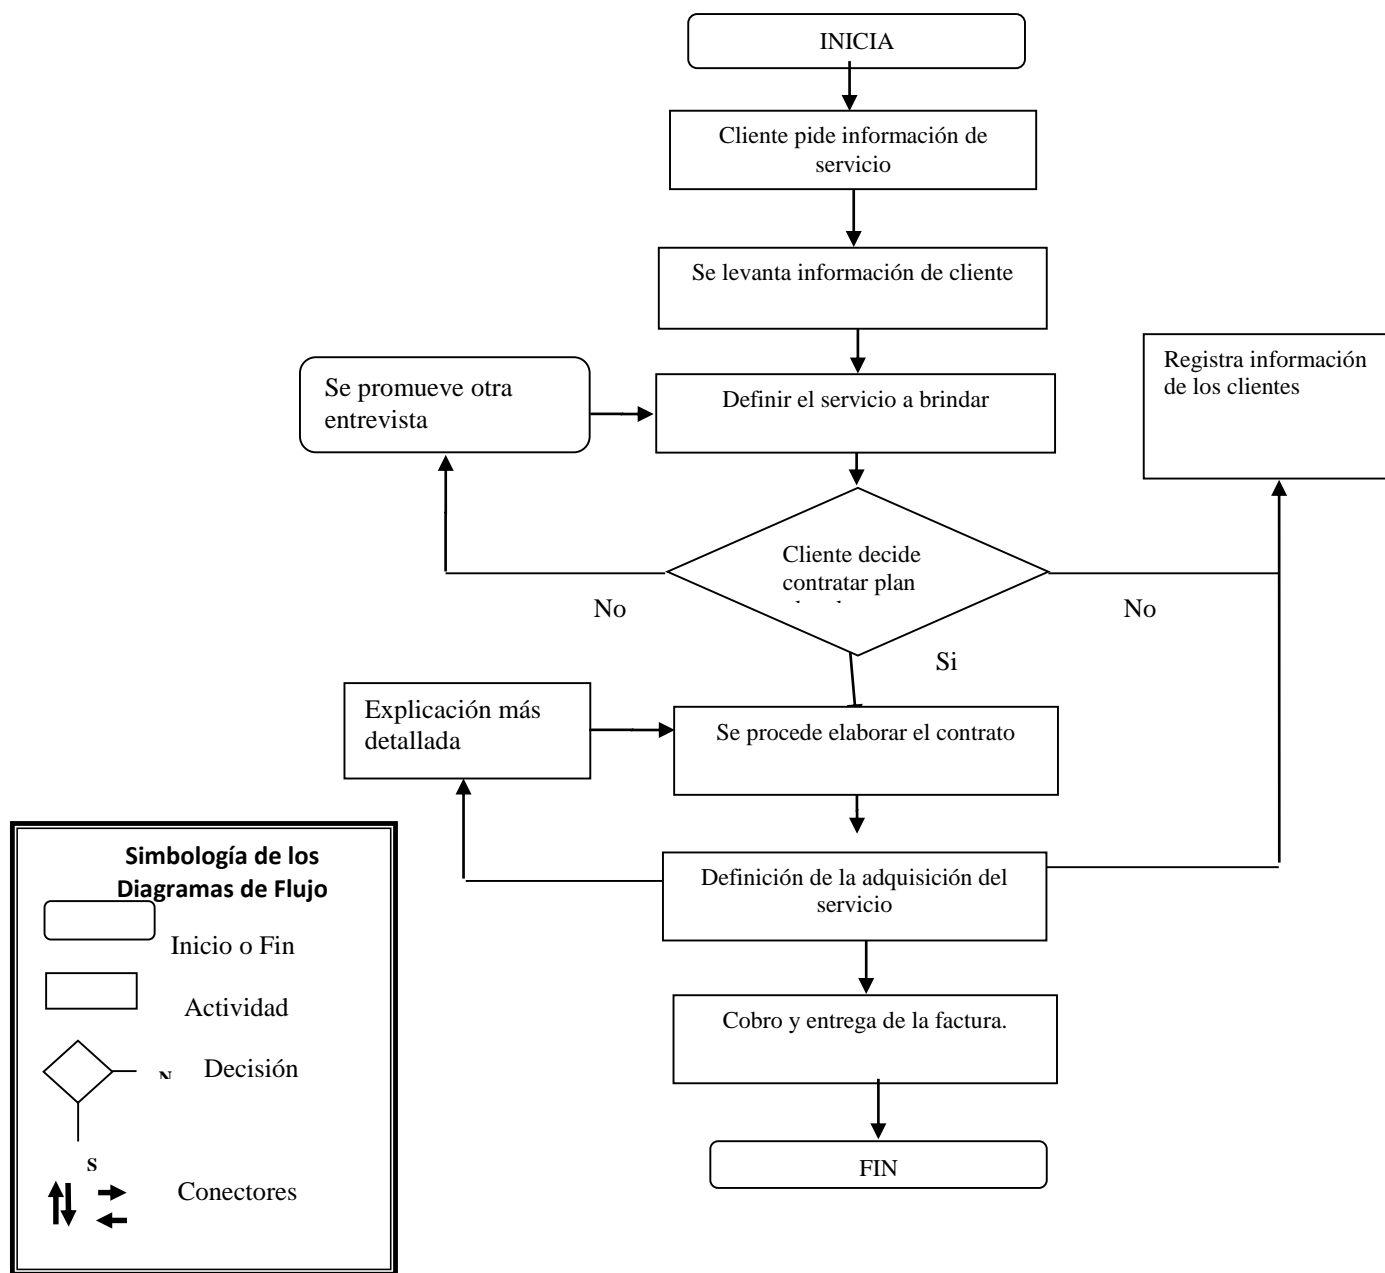 INICIA
Cliente pide información de
servicio
Se levanta información de cliente
Registra información
de los clientes
Se promueve otra
entrevista
Definir el servicio a brindar
Cliente decide
contratar plan
No
No
Si
Explicación más
detallada
Se procede elaborar el contrato
Definición de la adquisición del
servicio
Cobro y entrega de la factura.
FIN
Simbología de los
Diagramas de Flujo
Inicio o Fin
Actividad
N
Decisión
S
Conectores